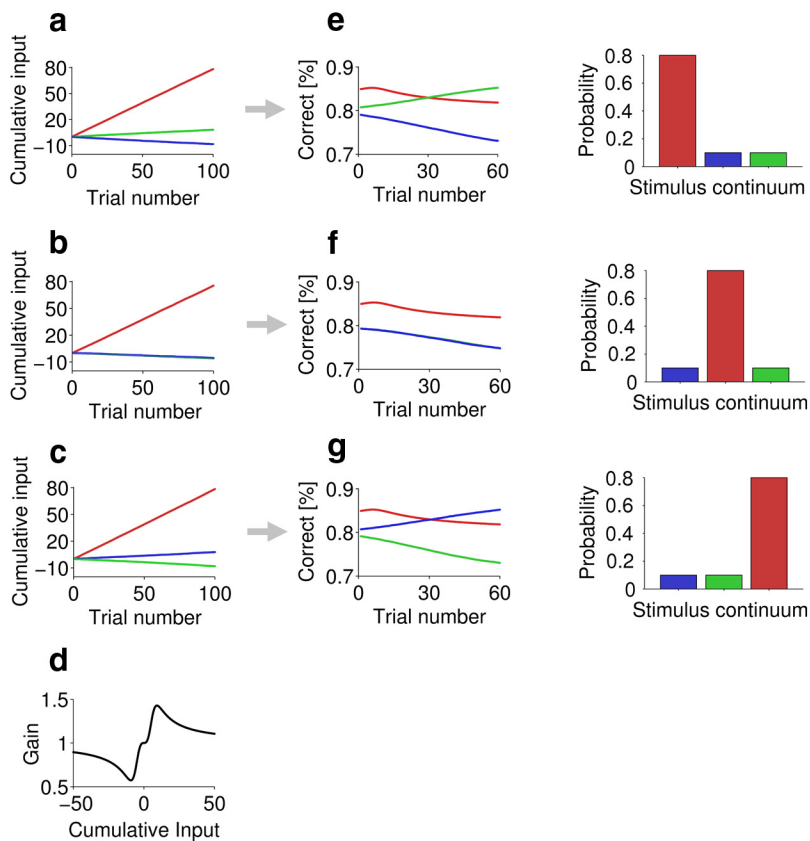 a
Cumulative input
80
50
20
−10
0
50
100
Trial number
e
Correct [%]
0.9
0.8
0.7
0
30
60
Trial number
Probability
0.8
0.6
0.4
0.2
0
Stimulus continuum
b
Cumulative input
80
50
20
−10
0
50
100
Trial number
f
Correct [%]
0.9
0.8
0.7
0
30
60
Trial number
Probability
0.8
0.6
0.4
0.2
0
Stimulus continuum
c
Cumulative input
80
50
20
−10
0
50
100
Trial number
g
Correct [%]
0.9
0.8
0.7
0
30
60
Trial number
Probability
0.8
0.6
0.4
0.2
0
Stimulus continuum
d
Gain
1.5
1
0.5
−50
0
50
Cumulative Input